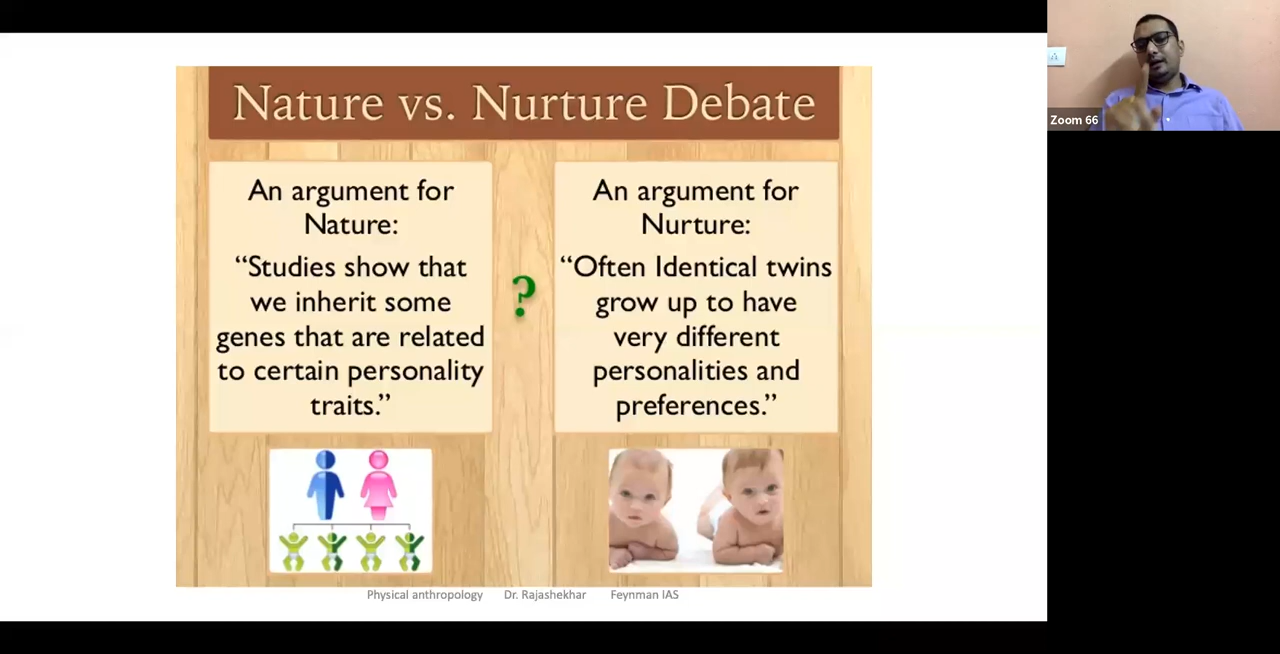 Nature vs. Nurture Debate
An argument for
Nature:
“Studies show that
we inherit some
genes that are related
to certain personality
traits.”
?
An argument for
Nurture:
“Often Identical twins
grow up to have
very different
personalities and
preferences.”
Physical anthropology Dr. Rajashekhar Feynman IAS
Zoom 66